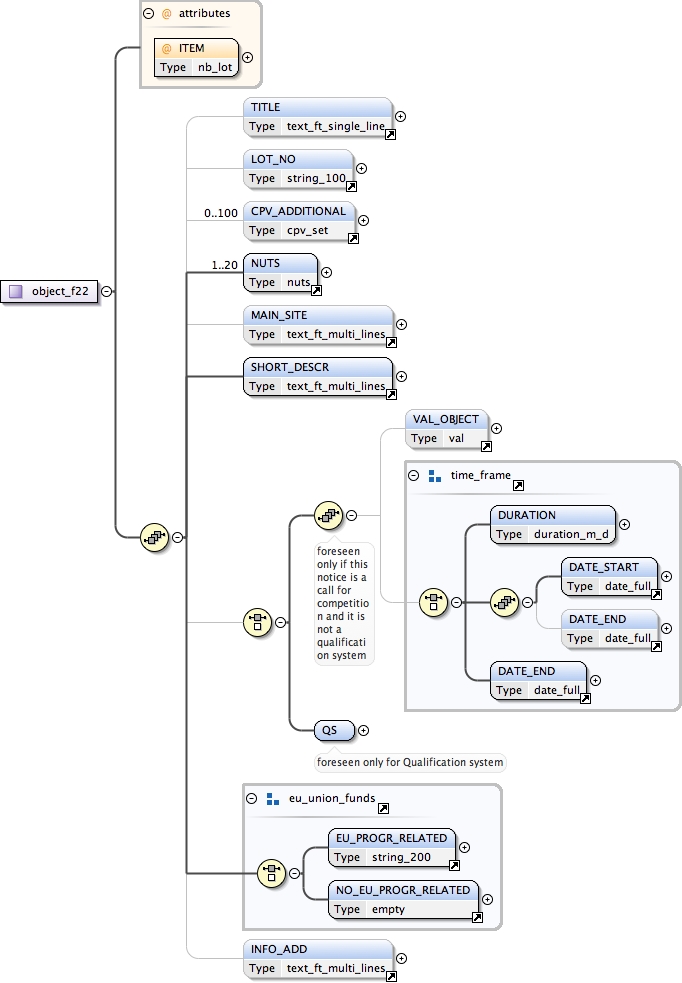 @ attributes
@ ITEM
Type nb_lot
TITLE
Type text_ft_single_line
LOT_NO
Type string_100
0..100
CPV_ADDITIONAL
Type cpv_set
1..20
NUTS
Type nuts
object_f22
MAIN_SITE
Type text_ft_multi_lines
SHORT_DESCR
Type text_ft_multi_lines
VAL_OBJECT
Type val
time_frame
DURATION
Type duration_m_d
foreseen
only if this
notice is a
call for
competitio
n and it is
not a
qualificati
on system
DATE_START
Type date_full
DATE_END
Type date_full
DATE_END
Type date_full
QS
foreseen only for Qualification system
eu_union_funds
EU_PROGR_RELATED
Type string_200
NO_EU_PROGR_RELATED
Type empty
INFO_ADD
Type text_ft_multi_lines